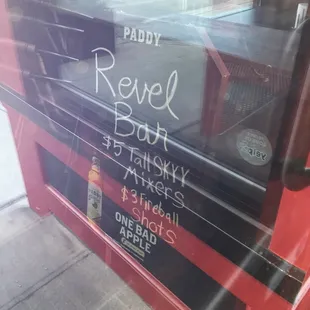 PADDY
Revel
Bar
$5 Tall SKYY
Mixers
$3 Fireball
Shots
ONE BAD
APPLE